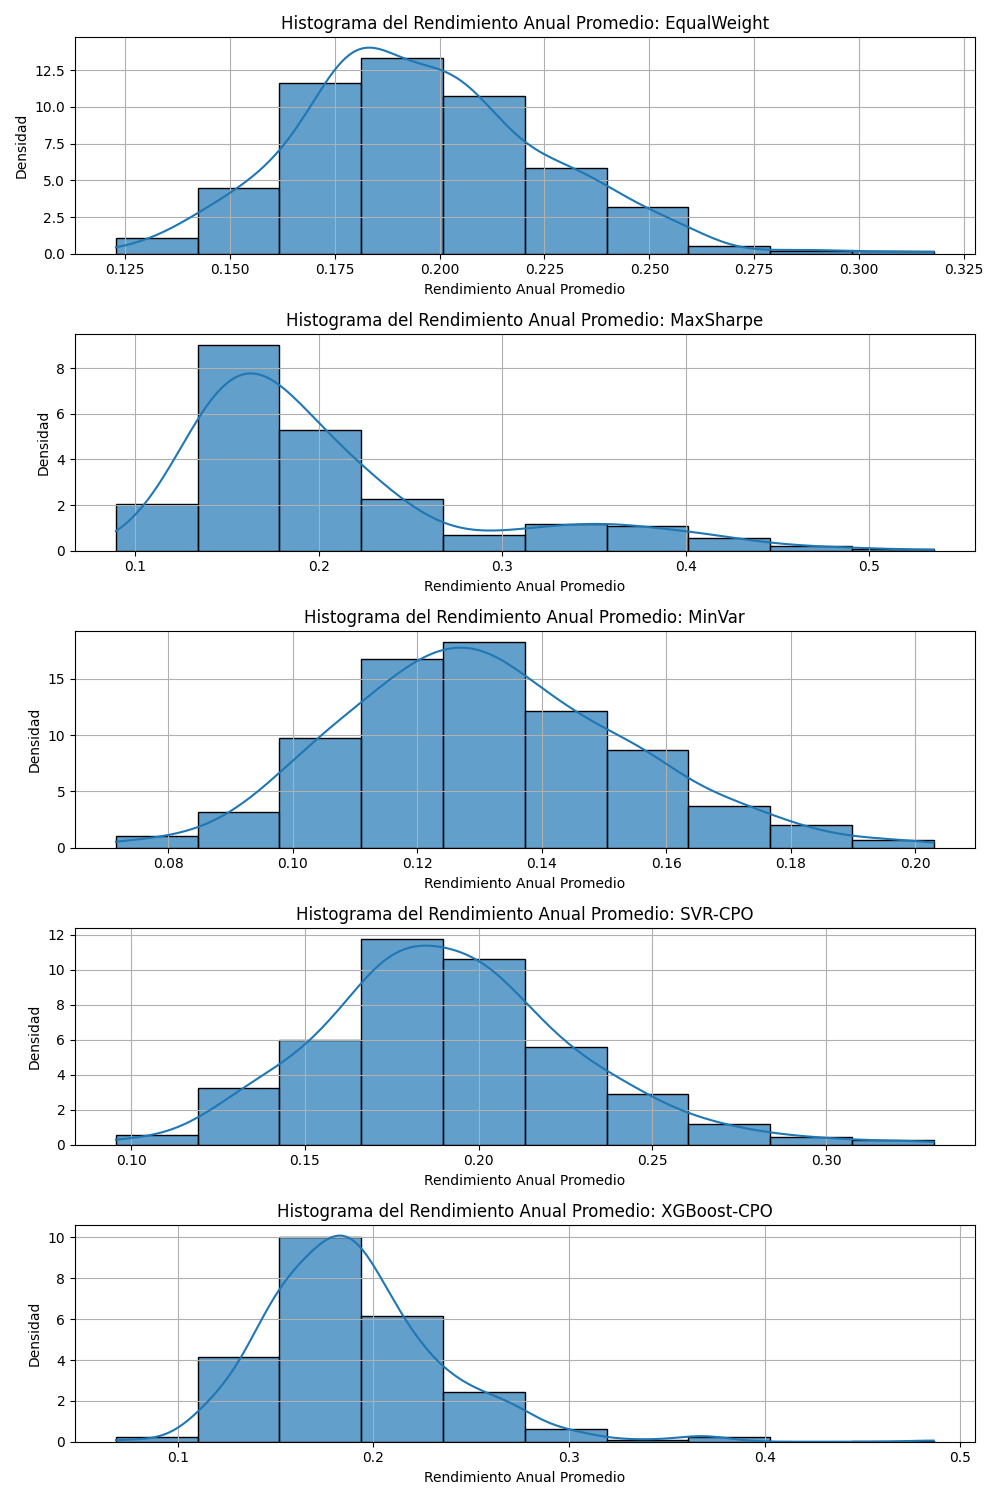 Histograma del Rendimiento Anual Promedio: EqualWeight
12.5
10.0
7.5
5.0
2.5
0.0
Densidad
0.125 0.150 0.175 0.200 0.225 0.250 0.275 0.300 0.325
Rendimiento Anual Promedio
Histograma del Rendimiento Anual Promedio: MaxSharpe
8
6
4
2
0
Densidad
0.1 0.2 0.3 0.4 0.5
Rendimiento Anual Promedio
Histograma del Rendimiento Anual Promedio: MinVar
15
10
5
0
Densidad
0.08 0.10 0.12 0.14 0.16 0.18 0.20
Rendimiento Anual Promedio
Histograma del Rendimiento Anual Promedio: SVR-CPO
12
10
8
6
4
2
0
Densidad
0.10 0.15 0.20 0.25 0.30
Rendimiento Anual Promedio
Histograma del Rendimiento Anual Promedio: XGBoost-CPO
10
8
6
4
2
0
Densidad
0.1 0.2 0.3 0.4 0.5
Rendimiento Anual Promedio